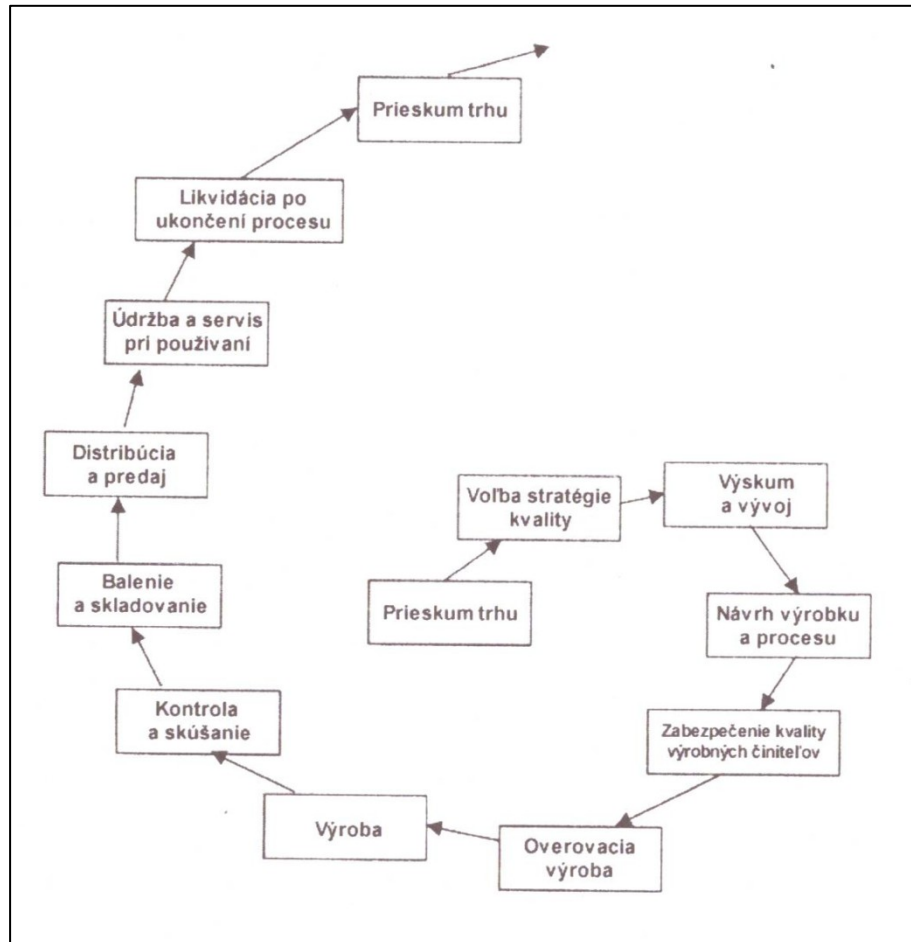 Prieskum trhu
Likvidácia po
ukončení procesu
Údržba a servis
pri používaní
Distribúcia
a predaj
Voľba stratégie
kvality
Výskum
a vývoj
Balenie
a skladovanie
Prieskum trhu
Návrh výrobku
a procesu
Kontrola
a skúšanie
Zabezpečenie kvality
výrobných činiteľov
Výroba
Overovacia
výroba